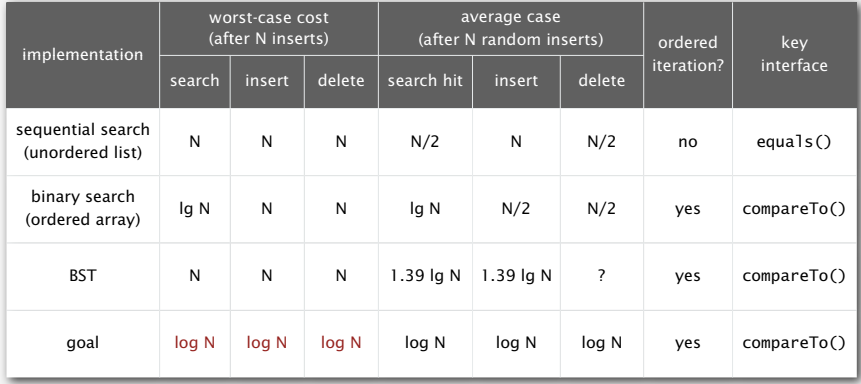 implementation
worst-case cost
(after N inserts)
average case
(after N random inserts)
ordered
iteration?
key
interface
search insert delete search hit insert delete
sequential search
(unordered list)
N N N N/2 N N/2 no equals()
binary search
(ordered array)
lg N N N lg N N/2 N/2 yes compareTo()
BST N N N 1.39 lg N 1.39 lg N ? yes compareTo()
goal log N log N log N log N log N log N yes compareTo()